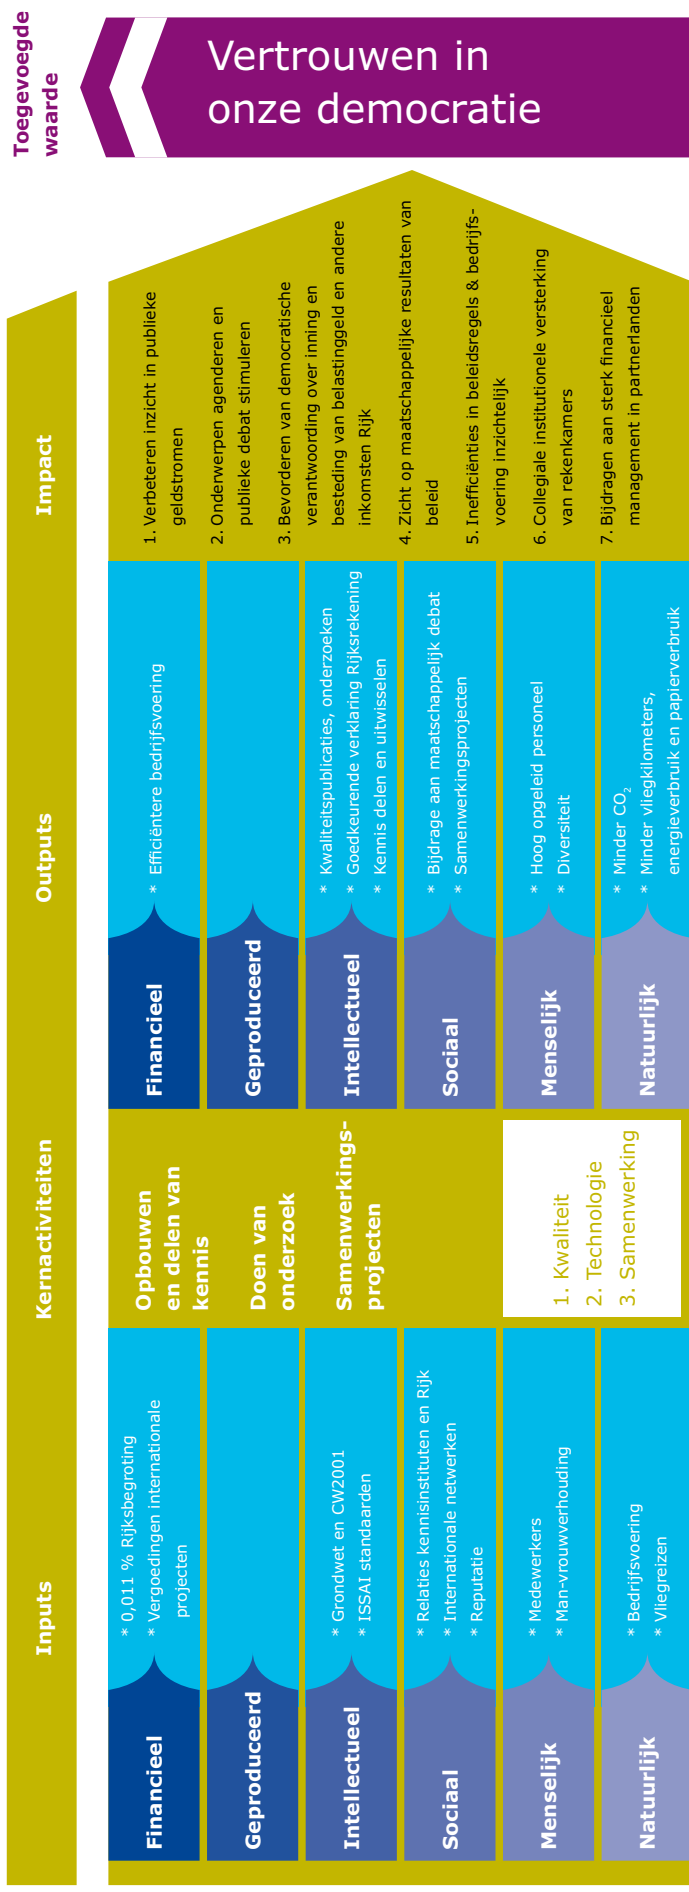 Inputs
Kernactiviteiten
Outputs
Impact
Toegevoegde
waarde
Financieel
* 0,011 % Rijksbegroting
* Vergoedingen internationale
projecten
Geproduceerd
Intellectueel
* Grondwet en CW2001
* ISSAI standaarden
Sociaal
* Relaties kennisinstituten en Rijk
* Internationale netwerken
* Reputatie
Menselijk
* Medewerkers
* Man-vrouwverhouding
Natuurlijk
* Bedrijfsvoering
* Vliegreizen
Opbouwen
en delen van
kennis
Doen van
onderzoek
Samenwerkings-
projecten
1. Kwaliteit
2. Technologie
3. Samenwerking
Financieel
* Efficiëntere bedrijfsvoering
Geproduceerd
Intellectueel
* Kwaliteitspublicaties, onderzoeken
* Goedkeurende verklaring Rijksrekening
* Kennis delen en uitwisselen
Sociaal
* Bijdrage aan maatschappelijk debat
* Samenwerkingsprojecten
Menselijk
* Hoog opgeleid personeel
* Diversiteit
Natuurlijk
* Minder CO₂
* Minder vliegkilometers,
energieverbruik en papierverbruik
1. Verbeteren inzicht in publieke
geldstromen
2. Onderwerpen agenderen en
publieke debat stimuleren
3. Bevorderen van democratische
verantwoording over inning en
besteding van belastinggeld en andere
inkomsten Rijk
4. Zicht op maatschappelijke resultaten van
beleid
5. Inefficiënties in beleidsregels & bedrijfs-
voering inzichtelijk
6. Collegiale institutionele versterking
van rekenkamers
7. Bijdragen aan sterk financieel
management in partnerlanden
Vertrouwen in
onze democratie